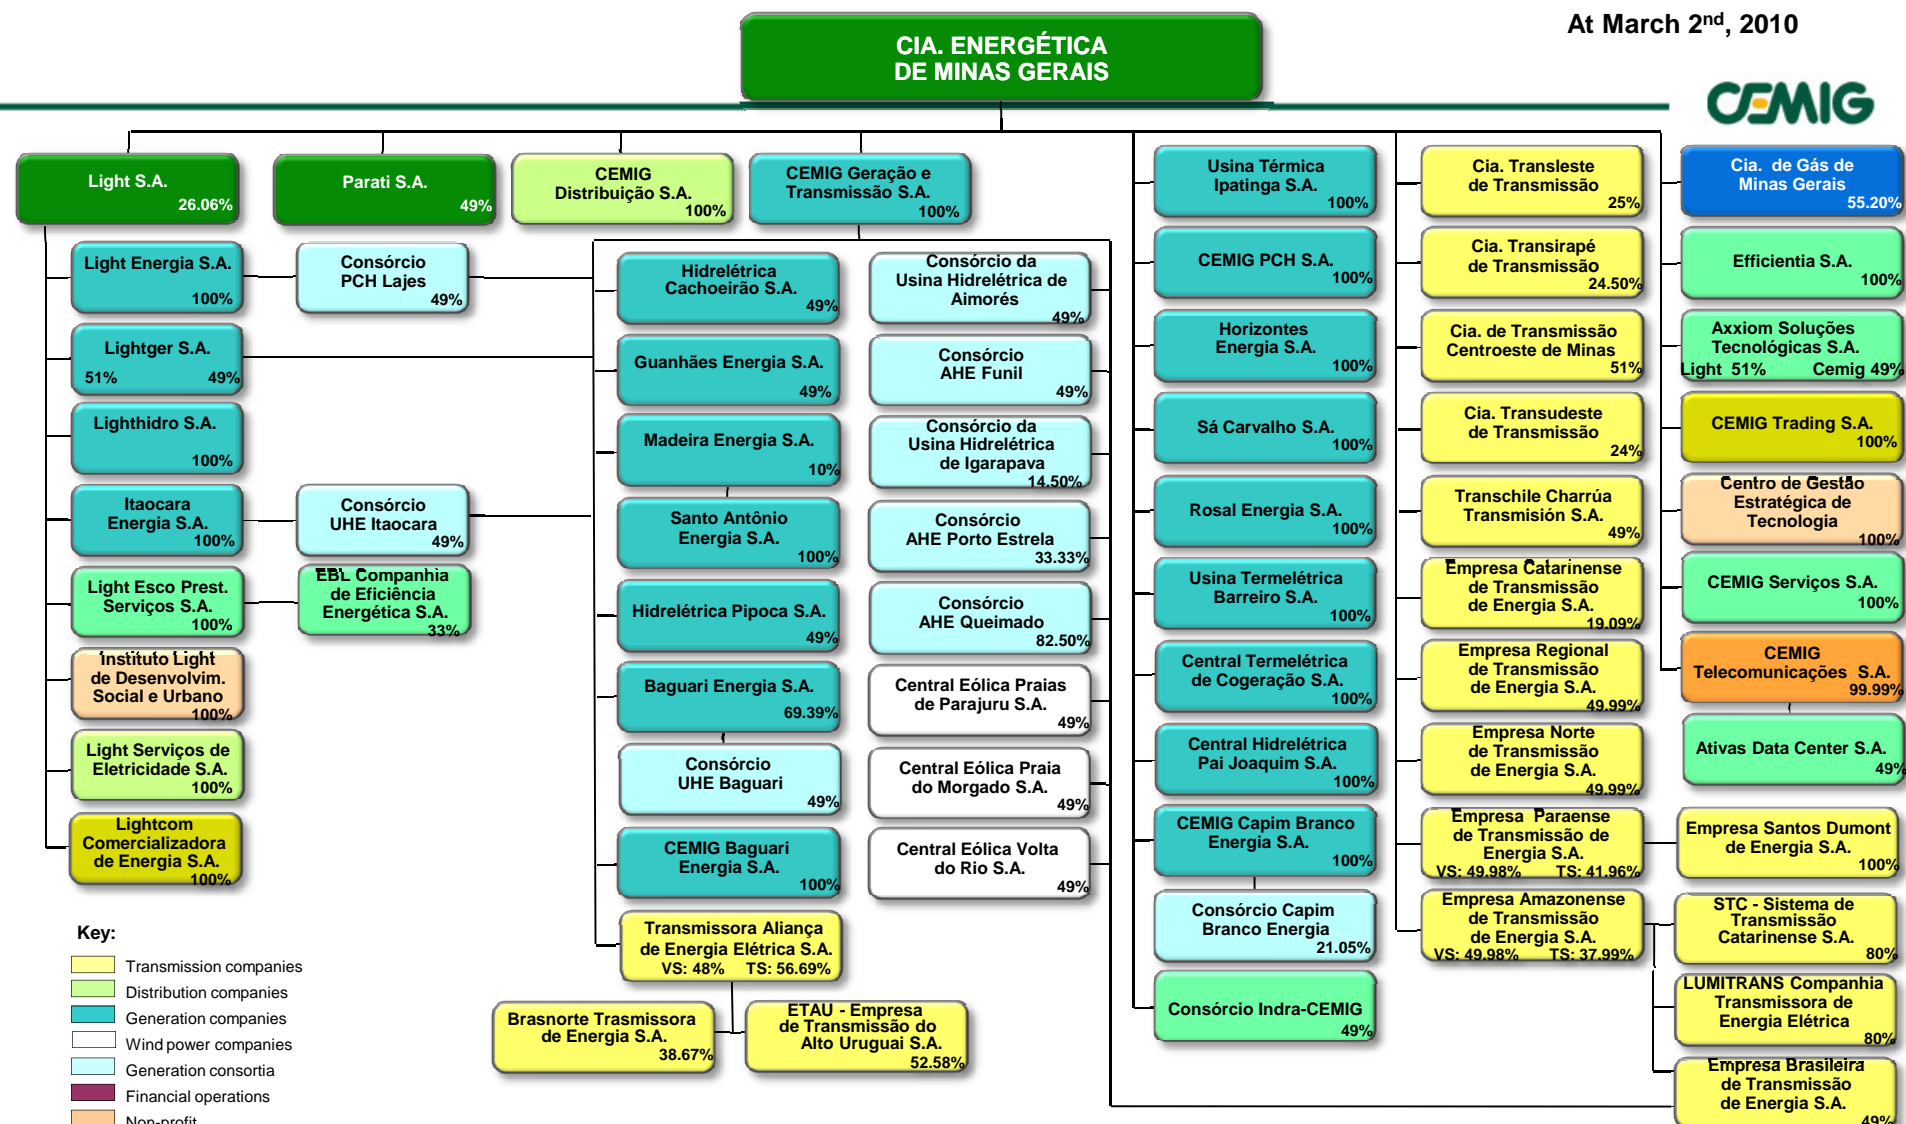 At March 2nd, 2010
CIA. ENERGÉTICA
DE MINAS GERAIS
CEMIG
Light S.A.
26.06%
Parati S.A.
49%
CEMIG
Distribuição S.A.
100%
CEMIG Geração e
Transmissão S.A.
100%
Light Energia S.A.
100%
Consórcio
PCH Lajes
49%
Lightger S.A.
51% 49%
Lighthidro S.A.
100%
Itaocara
Energia S.A.
100%
Consórcio
UHE Itaocara
49%
Light Esco Prest.
Serviços S.A.
100%
EBL Companhia
de Eficiência
Energética S.A.
33%
Instituto Light
de Desenvolvim.
Social e Urbano
100%
Light Serviços de
Eletricidade S.A.
100%
Lightcom
Comercializadora
de Energia S.A.
100%
Hidrelétrica
Cachoeirão S.A.
49%
Guanhães Energia S.A.
49%
Madeira Energia S.A.
10%
Santo Antônio
Energia S.A.
100%
Hidrelétrica Pipoca S.A.
49%
Baguari Energia S.A.
69.39%
Consórcio
UHE Baguari
49%
CEMIG Baguari
Energia S.A.
100%
Transmissora Aliança
de Energia Elétrica S.A.
VS: 48% TS: 56.69%
Brasnorte Trasmissora
de Energia S.A.
38.67%
ETAU - Empresa
de Transmissão do
Alto Uruguai S.A.
52.58%
Consórcio da
Usina Hidrelétrica de
Aimorés
49%
Consórcio
AHE Funil
49%
Consórcio da
Usina Hidrelétrica
de Igarapava
14.50%
Consórcio
AHE Porto Estrela
33.33%
Consórcio
AHE Queimado
82.50%
Central Eólica Praias
de Parajuru S.A.
49%
Central Eólica Praia
do Morgado S.A.
49%
Central Eólica Volta
do Rio S.A.
49%
Usina Térmica
Ipatinga S.A.
100%
CEMIG PCH S.A.
100%
Horizontes
Energia S.A.
100%
Sá Carvalho S.A.
100%
Rosal Energia S.A.
100%
Usina Termelétrica
Barreiro S.A.
100%
Central Termelétrica
de Cogeração S.A.
100%
Central Hidrelétrica
Pai Joaquim S.A.
100%
CEMIG Capim Branco
Energia S.A.
100%
Consórcio Capim
Branco Energia
21.05%
Consórcio Indra-CEMIG
49%
Cia. Transleste
de Transmissão
25%
Cia. Transirapé
de Transmissão
24.50%
Cia. de Transmissão
Centroeste de Minas
51%
Cia. Transudeste
de Transmissão
24%
Transchile Charrúa
Transmisión S.A.
49%
Empresa Catarinense
de Transmissão
de Energia S.A.
19.09%
Empresa Regional
de Transmissão
de Energia S.A.
49.99%
Empresa Norte
de Transmissão
de Energia S.A.
49.99%
Empresa Paraense
de Transmissão de
Energia S.A.
VS: 49.98% TS: 41.96%
Empresa Amazonense
de Transmissão
de Energia S.A.
VS: 49.98% TS: 37.99%
Cia. de Gás de
Minas Gerais
55.20%
Efficientia S.A.
100%
Axxiom Soluções
Tecnológicas S.A.
Light 51% Cemig 49%
CEMIG Trading S.A.
100%
Centro de Gestão
Estratégica de
Tecnologia
100%
CEMIG Serviços S.A.
100%
CEMIG
Telecomunicações S.A.
99.99%
Ativas Data Center S.A.
49%
Empresa Santos Dumont
de Energia S.A.
100%
STC - Sistema de
Transmissão
Catarinense S.A.
80%
LUMITRANS Companhia
Transmissora de
Energia Elétrica
80%
Empresa Brasileira
de Transmissão
de Energia S.A.
49%
Key:
Transmission companies
Distribution companies
Generation companies
Wind power companies
Generation consortia
Financial operations
Non-profit